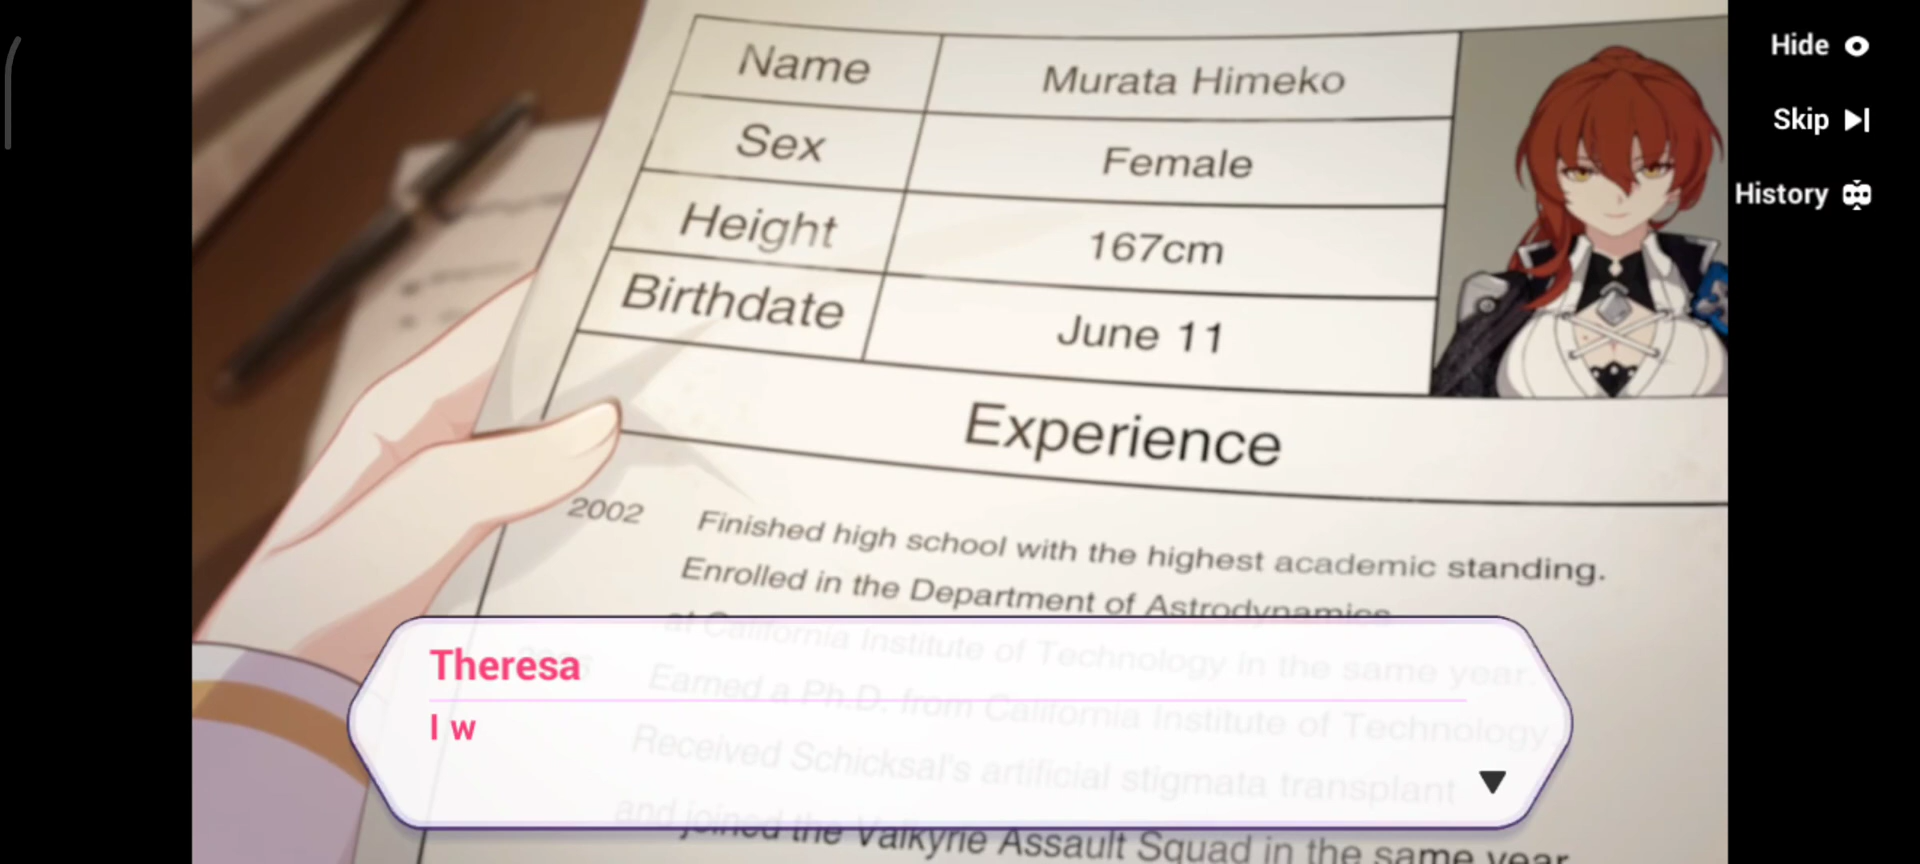 Hide
Skip
History
Name Murata Himeko
Sex Female
Height 167cm
Birthdate June 11
Experience
2002 Finished high school with the highest academic standing.
Enrolled in the Department of Astrodynamics
at California Institute of Technology in the same year.
Earned a Ph.D. from California Institute of Technology
Received Schicksal's artificial stigmata transplant
and joined the Valkyrie Assault Squad in the same year
Theresa
I w